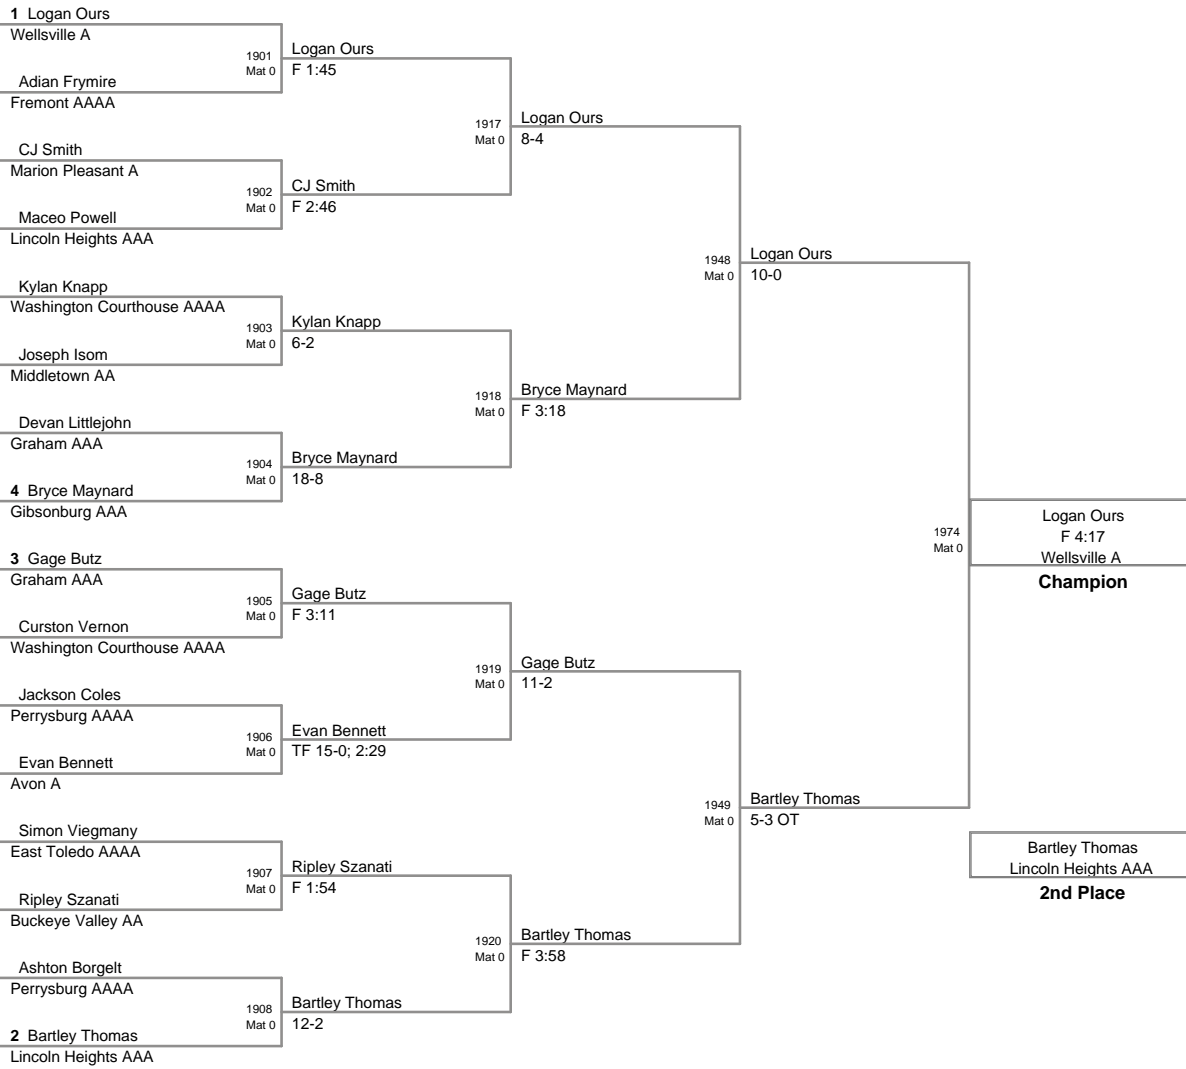 1 Logan Ours
Wellsville A
1901
Mat 0
Adian Frymire
Fremont AAAA
Logan Ours
F 1:45
CJ Smith
Marion Pleasant A
1902
Mat 0
Maceo Powell
Lincoln Heights AAA
CJ Smith
F 2:46
1917
Mat 0
Logan Ours
8-4
Kylan Knapp
Washington Courthouse AAAA
1903
Mat 0
Joseph Isom
Middletown AA
Kylan Knapp
6-2
Devan Littlejohn
Graham AAA
1904
Mat 0
4 Bryce Maynard
Gibsonburg AAA
Bryce Maynard
18-8
1918
Mat 0
Bryce Maynard
F 3:18
1948
Mat 0
Logan Ours
10-0
3 Gage Butz
Graham AAA
1905
Mat 0
Curston Vernon
Washington Courthouse AAAA
Gage Butz
F 3:11
Jackson Coles
Perrysburg AAAA
1906
Mat 0
Evan Bennett
Avon A
Evan Bennett
TF 15-0; 2:29
1919
Mat 0
Gage Butz
11-2
Simon Viegmany
East Toledo AAAA
1907
Mat 0
Ripley Szanati
Buckeye Valley AA
Ripley Szanati
F 1:54
Ashton Borgelt
Perrysburg AAAA
1908
Mat 0
2 Bartley Thomas
Lincoln Heights AAA
Bartley Thomas
12-2
1920
Mat 0
Bartley Thomas
F 3:58
1949
Mat 0
Bartley Thomas
5-3 OT
1974
Mat 0
Logan Ours
F 4:17
Wellsville A
Champion
Bartley Thomas
Lincoln Heights AAA
2nd Place